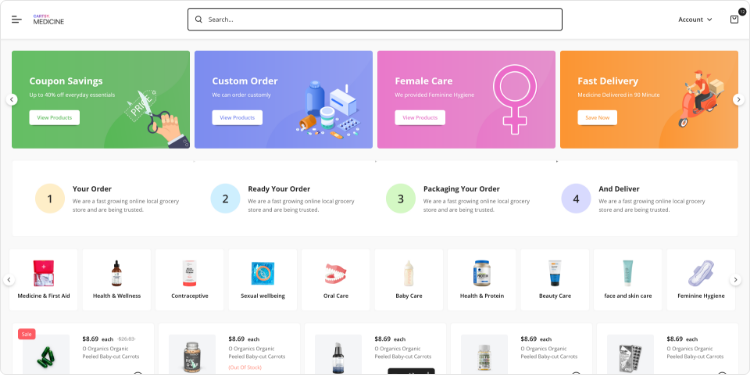 CARTSY
MEDICINE
Search...
Account
Coupon Savings
Up to 40% off everyday essentials
View Products
PRICE
Custom Order
We can order customly
View Products
Female Care
We provided Feminine Hygiene
View Products
Fast Delivery
Medicine Delivered in 90 Minute
Save Now
1
Your Order
We are a fast growing online local grocery
store and are being trusted.
2
Ready Your Order
We are a fast growing online local grocery
store and are being trusted.
3
Packaging Your Order
We are a fast growing online local grocery
store and are being trusted.
4
And Deliver
We are a fast growing online local grocery
store and are being trusted.
Medicine & First Aid
Health & Wellness
Contraceptive
Sexual wellbeing
Oral Care
Baby Care
Health & Protein
Beauty Care
face and skin care
Feminine Hygiene
Sale
$8.69 each
O Organics Organic
Peeled Baby-cut Carrots
$8.69 each
O Organics Organic
Peeled Baby-cut Carrots
(Out Of Stock)
$8.69 each
O Organics Organic
Peeled Baby-cut Carrots
$8.69 each
O Organics Organic
Peeled Baby-cut Carrots
$8.69 each
O Organics Organic
Peeled Baby-cut Carrots